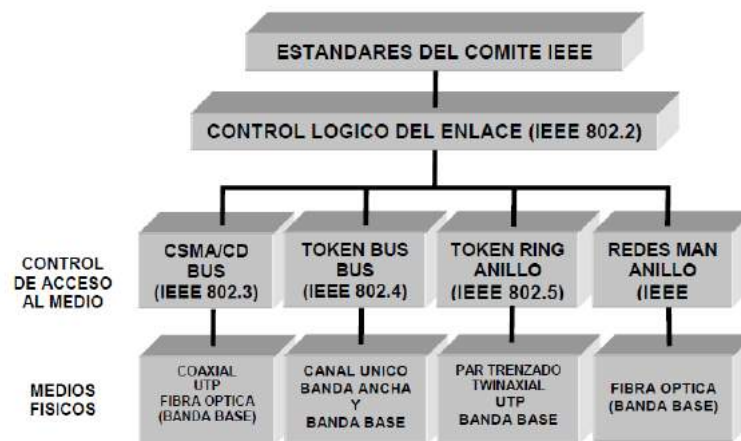 ESTANDARES DEL COMITE IEEE
CONTROL LOGICO DEL ENLACE (IEEE 802.2)
CONTROL
DE ACCESO
AL MEDIO
CSMA/CD
BUS
(IEEE 802.3)
TOKEN BUS
BUS
(IEEE 802.4)
TOKEN RING
ANILLO
(IEEE 802.5)
REDES MAN
ANILLO
(IEEE
MEDIOS
FISICOS
COAXIAL
UTP
FIBRA OPTICA
(BANDA BASE)
CANAL UNICO
BANDA ANCHA
Y
BANDA BASE
PAR TRENZADO
TWINAXIAL
UTP
BANDA BASE
FIBRA OPTICA
(BANDA BASE)